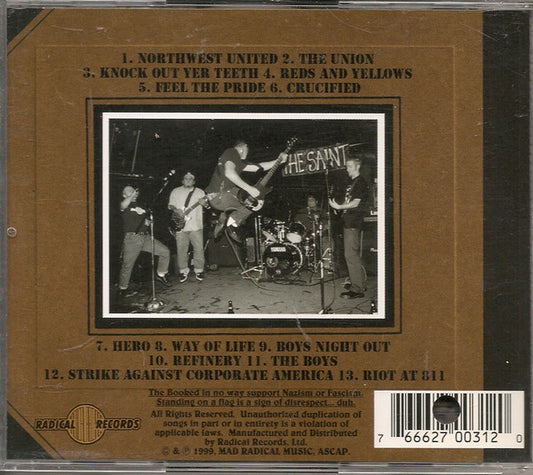 1. NORTHWEST UNITED 2. THE UNION
3. KNOCK OUT YER TEETH 4. REDS AND YELLOWS
5. FEEL THE PRIDE 6. CRUCIFIED
THE SAINT
7. HERO 8. WAY OF LIFE 9. BOYS NIGHT OUT
10. REFINERY 11. THE BOYS
12. STRIKE AGAINST CORPORATE AMERICA 13. RIOT AT 811
RADICAL RECORDS
The Booked in no way support Nazism or Fascism.
Standing on a flag is a sign of disrespect... duh.
All Rights Reserved. Unauthorized duplication of
songs in part or in entirety is a violation of
applicable laws. Manufactured and Distributed
by Radical Records, Ltd.
© & ℗ 1999, MAD RADICAL MUSIC, ASCAP.
7 66627 00312 0